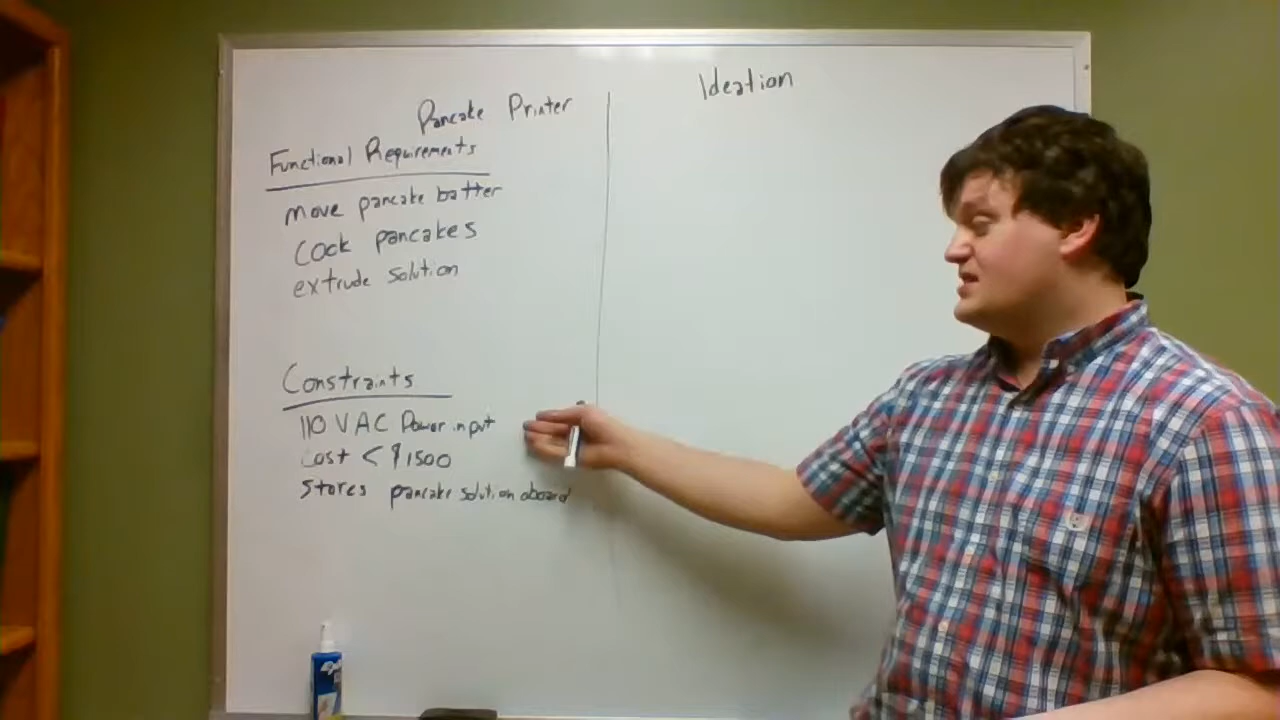 Pancake Printer
Functional Requirements
move pancake batter
Cook pancakes
extrude solution
Constraints
110 VAC Power input
Cost < $1500
Stores pancake solution aboard
Ideation